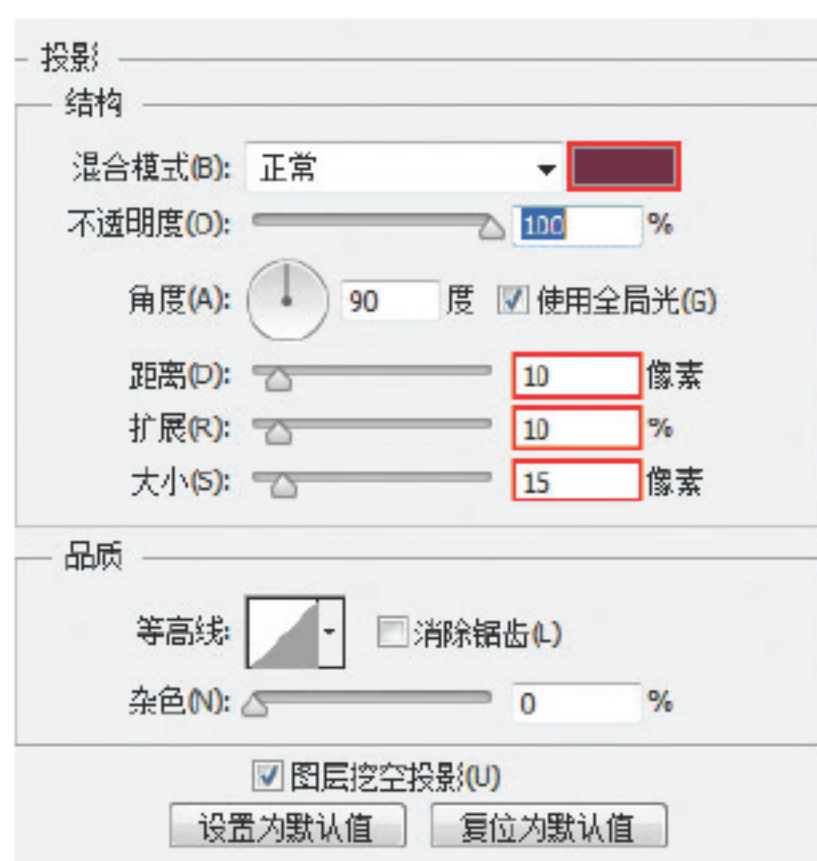 投影
结构
混合模式(B): 正常
不透明度(O): 100 %
角度(A): 90 度 使用全局光(G)
距离(D): 10 像素
扩展(R): 10 %
大小(S): 15 像素
品质
等高线: 消除锯齿(L)
杂色(N): 0 %
图层挖空投影(U)
设置为默认值 复位为默认值